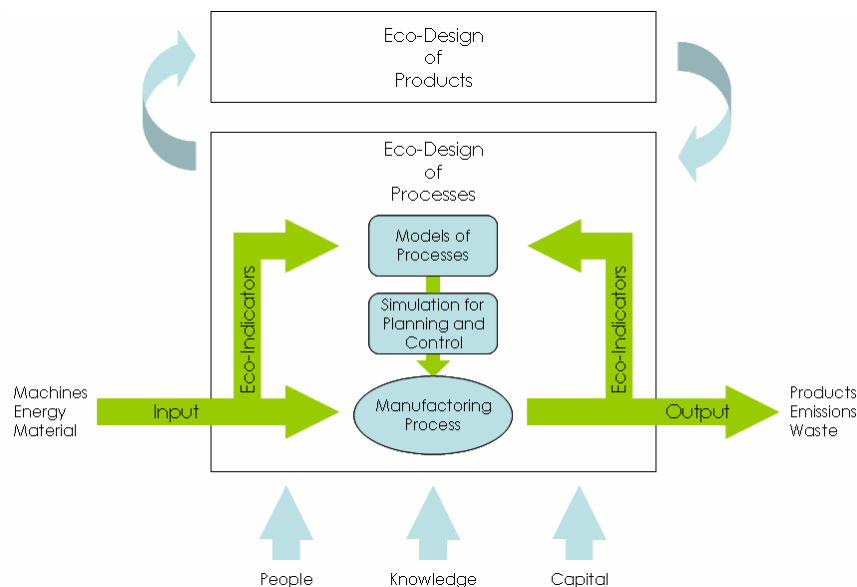 Eco-Design
of
Products
Eco-Design
of
Processes
Models of
Processes
Eco-Indicators
Eco-Indicators
Simulation for
Planning and
Control
Machines
Energy
Material
Input
Manufactoring
Process
Output
Products
Emissions
Waste
People
Knowledge
Capital